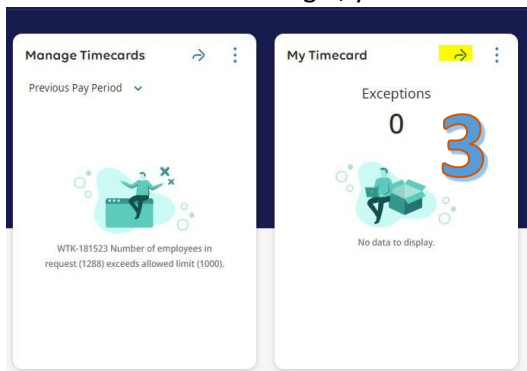 Manage Timecards
Previous Pay Period
WTK-181523 Number of employees in
request (1288) exceeds allowed limit (1000).
My Timecard
Exceptions
0
3
No data to display.